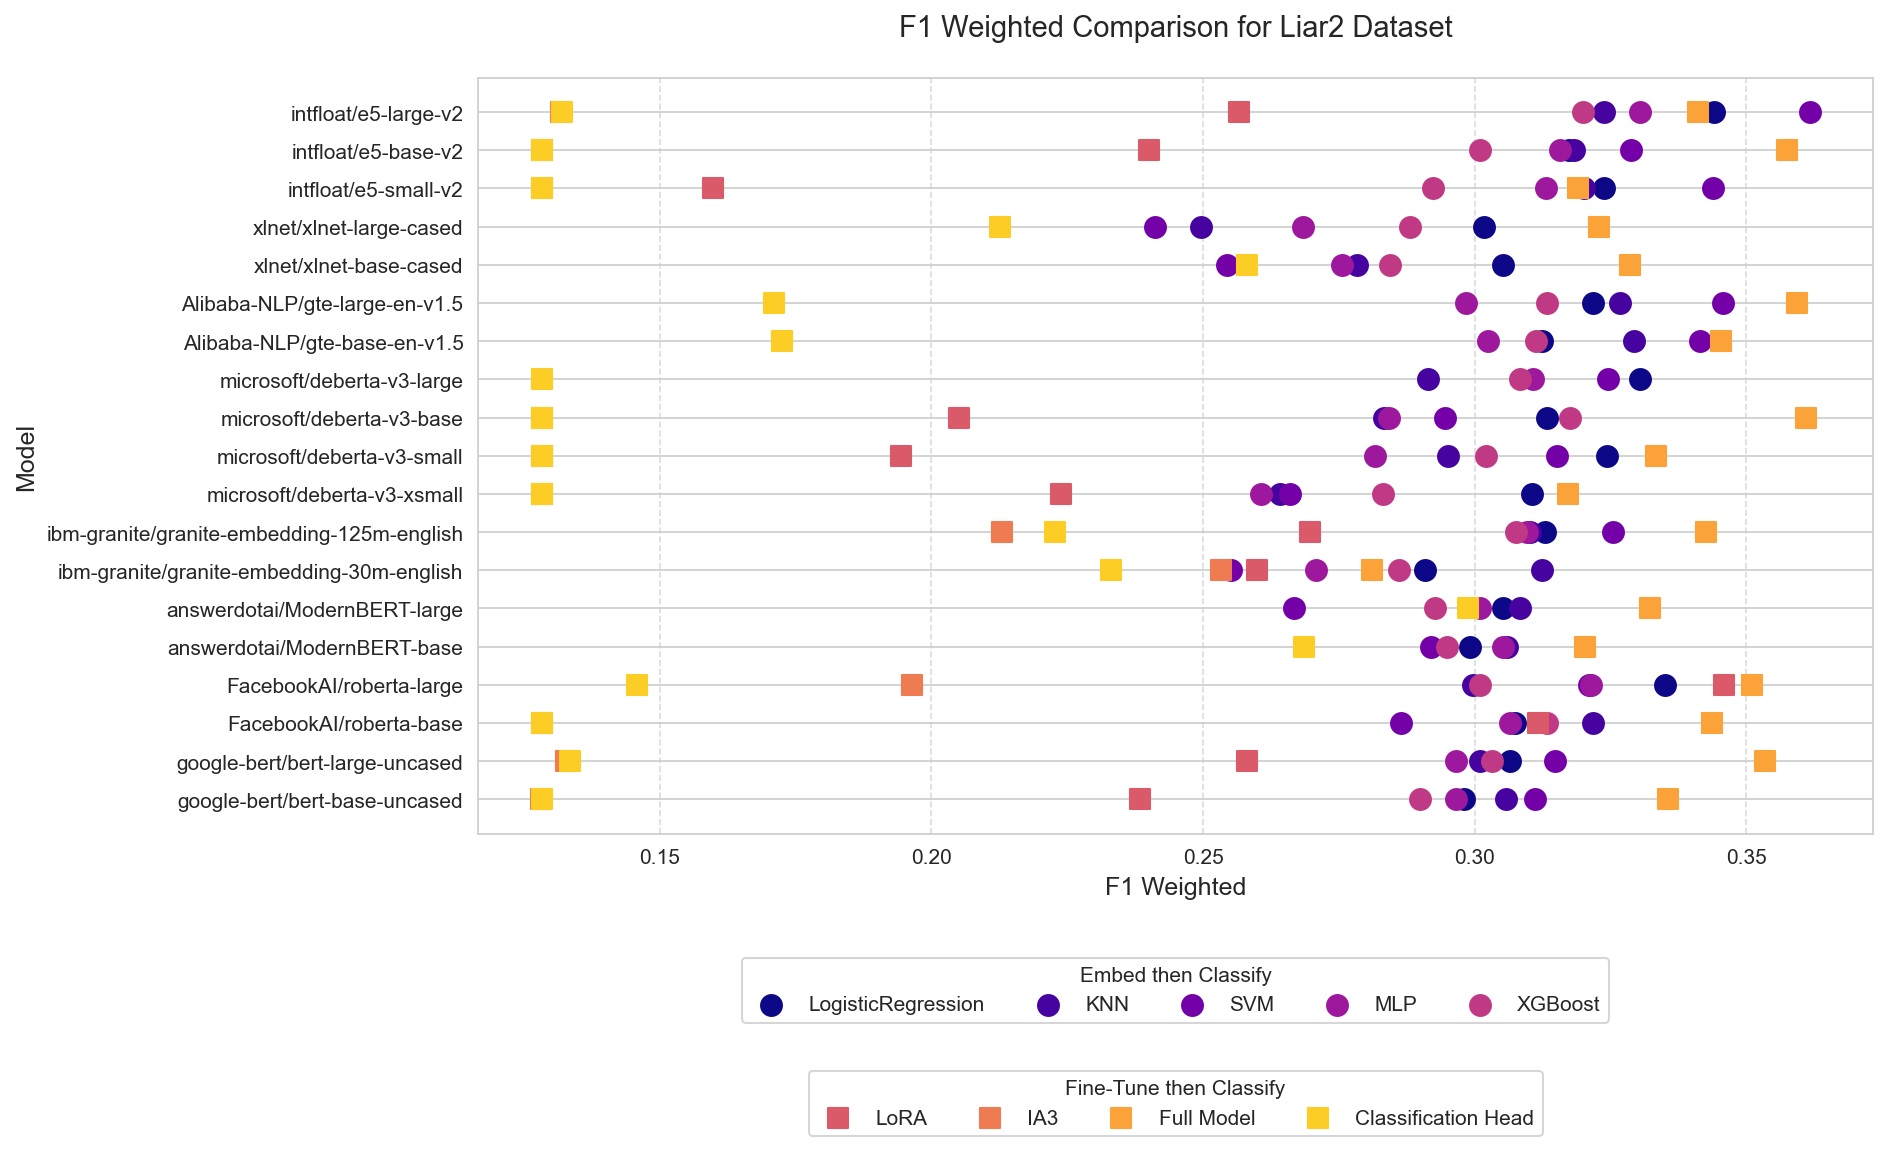 F1 Weighted Comparison for Liar2 Dataset
intfloat/e5-large-v2
intfloat/e5-base-v2
intfloat/e5-small-v2
xlnet/xlnet-large-cased
xlnet/xlnet-base-cased
Alibaba-NLP/gte-large-en-v1.5
Alibaba-NLP/gte-base-en-v1.5
microsoft/deberta-v3-large
microsoft/deberta-v3-base
microsoft/deberta-v3-small
microsoft/deberta-v3-xsmall
ibm-granite/granite-embedding-125m-english
ibm-granite/granite-embedding-30m-english
answerdotai/ModernBERT-large
answerdotai/ModernBERT-base
FacebookAI/roberta-large
FacebookAI/roberta-base
google-bert/bert-large-uncased
google-bert/bert-base-uncased
Model
0.15 0.20 0.25 0.30 0.35
F1 Weighted
Embed then Classify
LogisticRegression KNN SVM MLP XGBoost
Fine-Tune then Classify
LoRA IA3 Full Model Classification Head